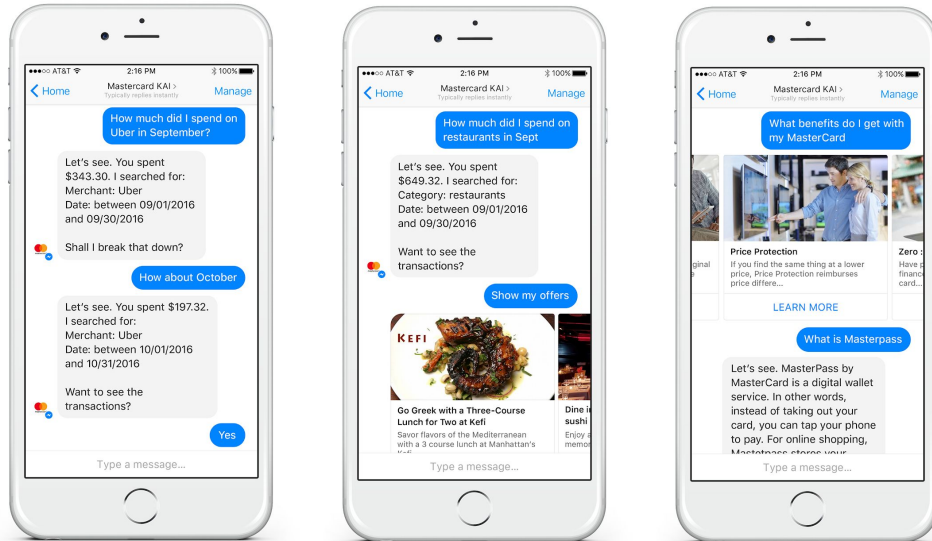 AT&T
2:16 PM
100%
Home
Mastercard KAI >
Typically replies instantly
Manage
How much did I spend on
Uber in September?
Let's see. You spent
$343.30. I searched for:
Merchant: Uber
Date: between 09/01/2016
and 09/30/2016
Shall I break that down?
How about October
Let's see. You spent $197.32.
I searched for:
Merchant: Uber
Date: between 10/01/2016
and 10/31/2016
Want to see the
transactions?
Yes
Type a message...
AT&T
2:16 PM
100%
Home
Mastercard KAI >
Typically replies instantly
Manage
How much did I spend on
restaurants in Sept
Let's see. You spent
$649.32. I searched for:
Category: restaurants
Date: between 09/01/2016
and 09/30/2016
Want to see the
transactions?
Show my offers
KEFI
Go Greek with a Three-Course
Lunch for Two at Kefi
Savor flavors of the Mediterranean
with a 3 course lunch at Manhattan's
Dine i
sushi
Enjoy a
memor
Type a message...
AT&T
2:16 PM
100%
Home
Mastercard KAI >
Typically replies instantly
Manage
What benefits do I get with
my MasterCard
ginal
Price Protection
If you find the same thing at a lower
price, Price Protection reimburses
price differe...
LEARN MORE
Zero
Have p
financ
card...
What is Masterpass
Let's see. MasterPass by
MasterCard is a digital wallet
service. In other words,
instead of taking out your
card, you can tap your phone
to pay. For online shopping,
Type a message...